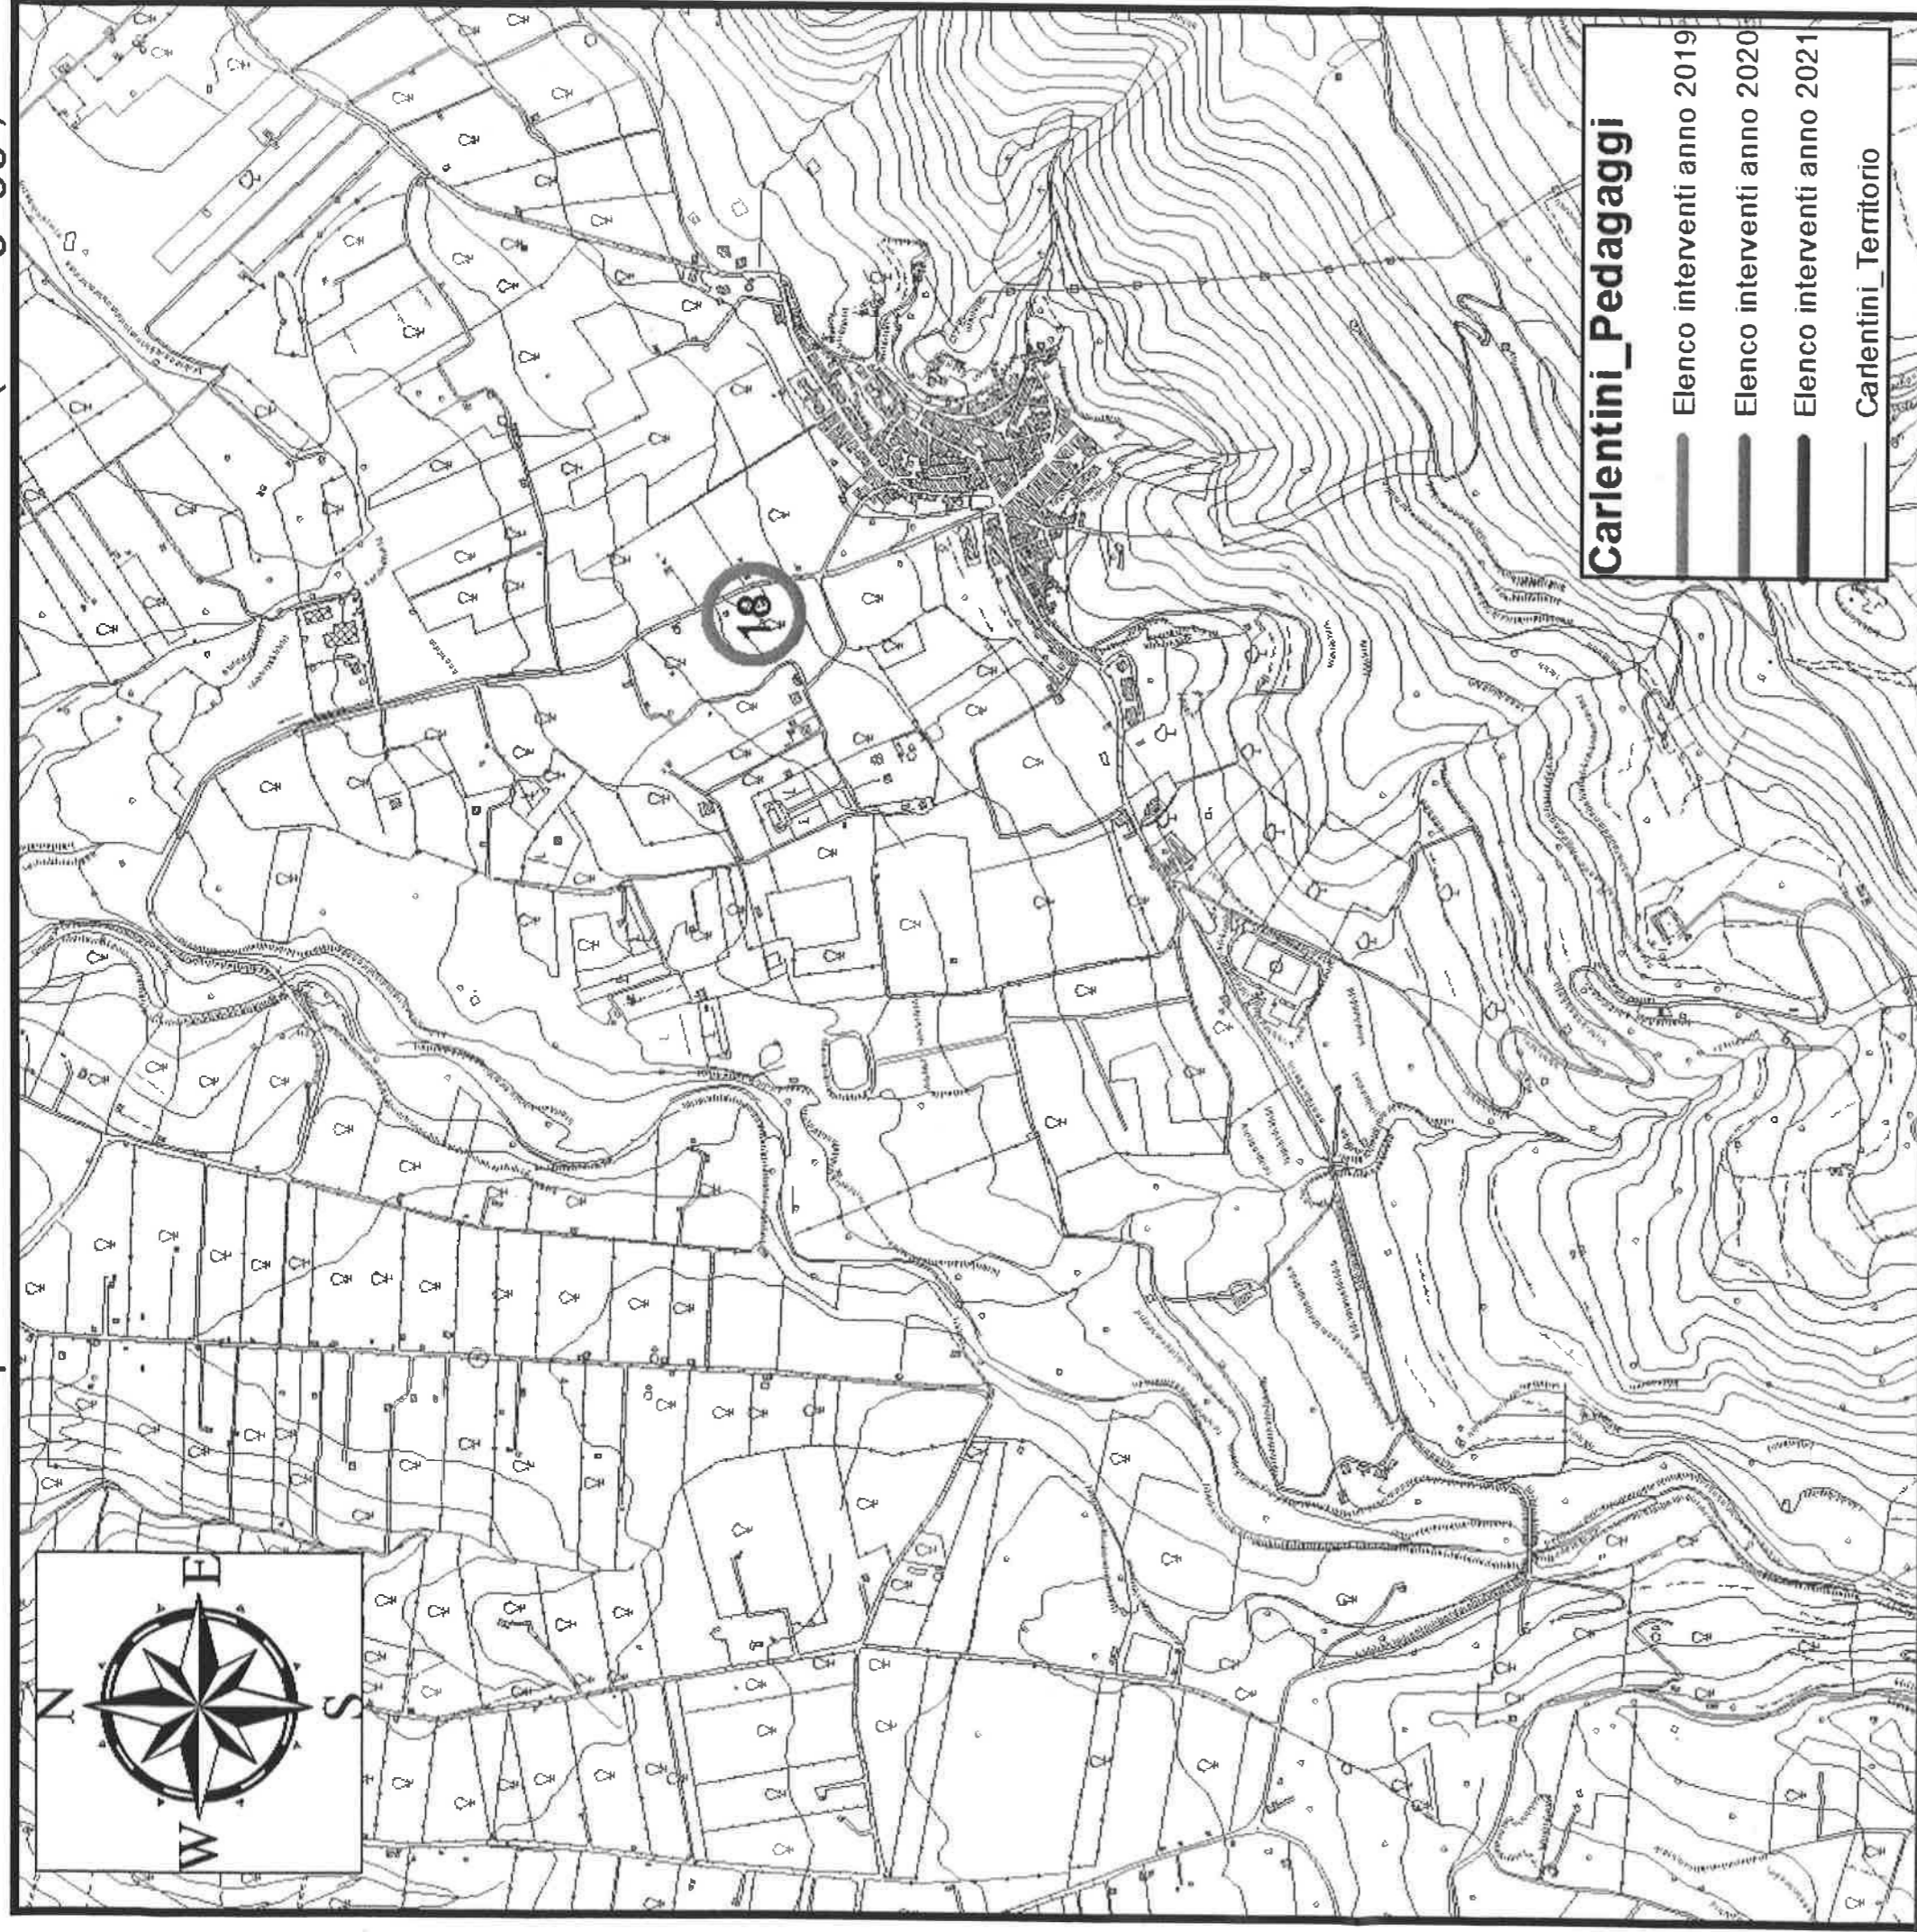 N
W
E
S
18
Carlentini_Pedagaggi
Elenco interventi anno 2019
Elenco interventi anno 2020
Elenco interventi anno 2021
Carlentini_Territorio